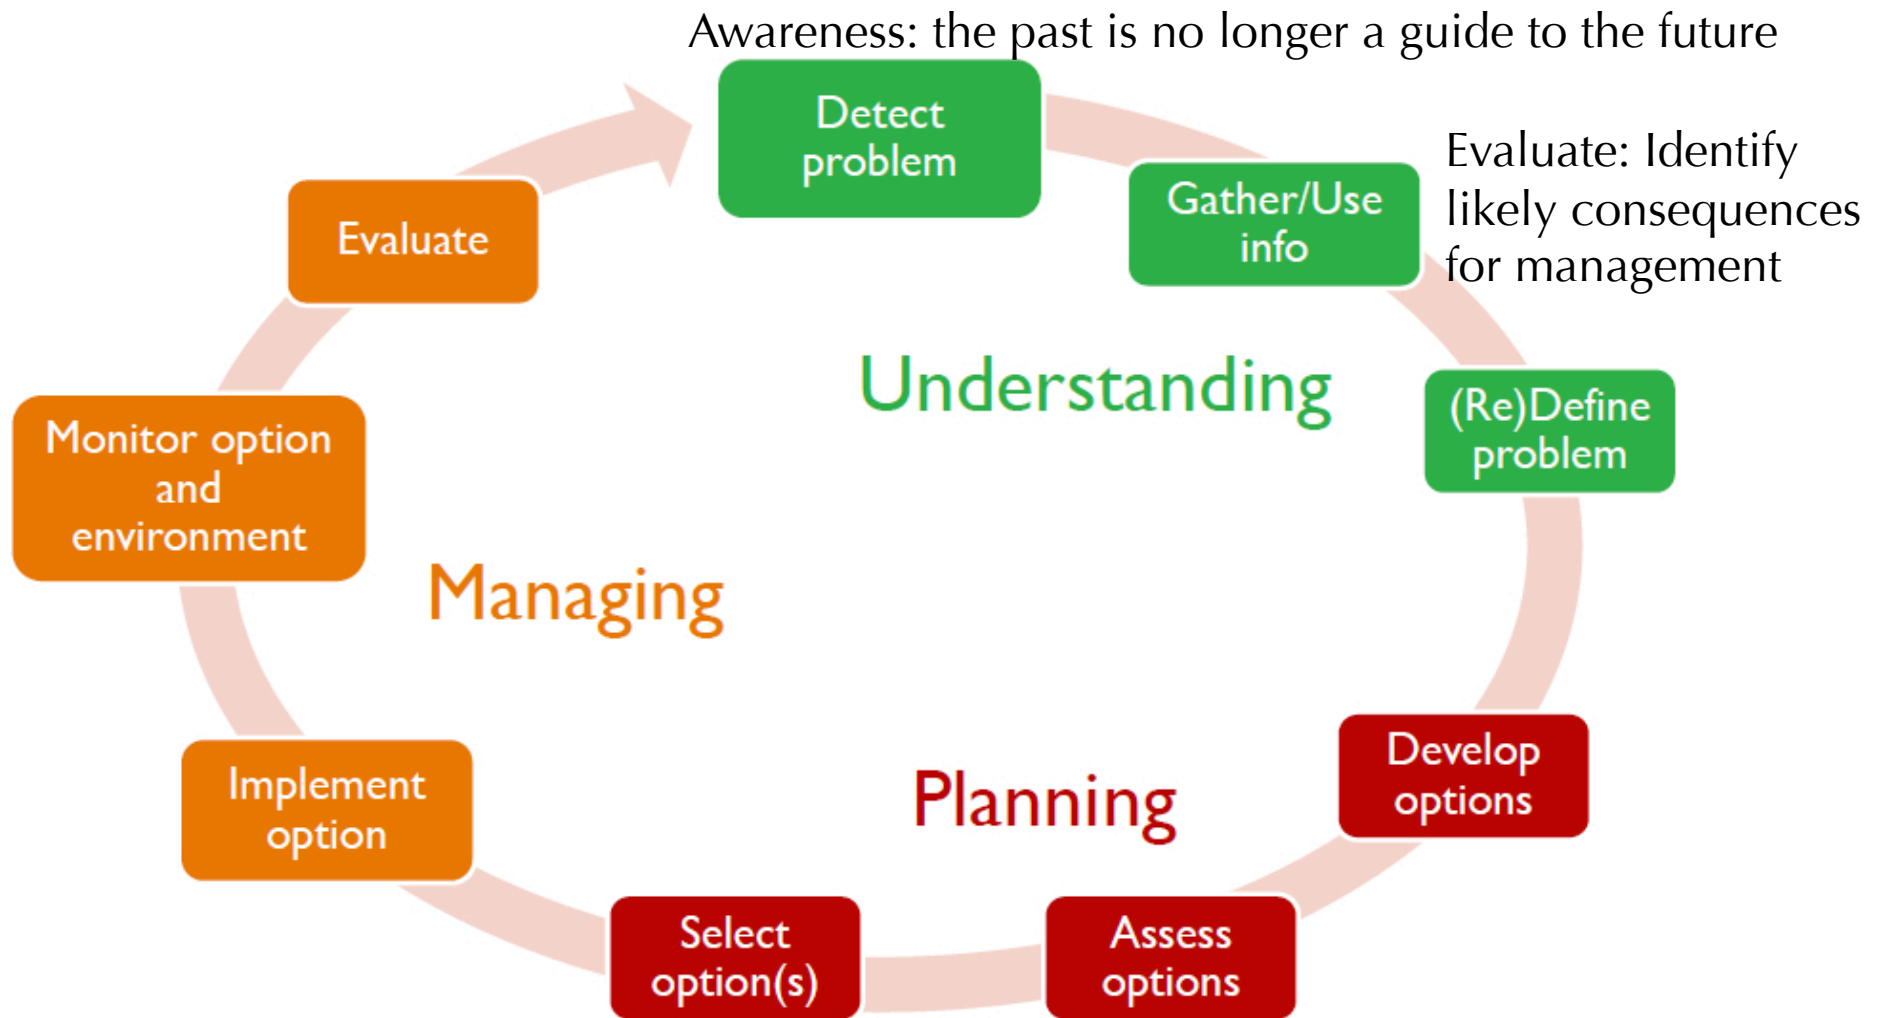 Awareness: the past is no longer a guide to the future
Detect
problem
Gather/Use
info
Evaluate: Identify
likely consequences
for management
(Re)Define
problem
Understanding
Develop
options
Assess
options
Select
option(s)
Planning
Implement
option
Monitor option
and
environment
Evaluate
Managing